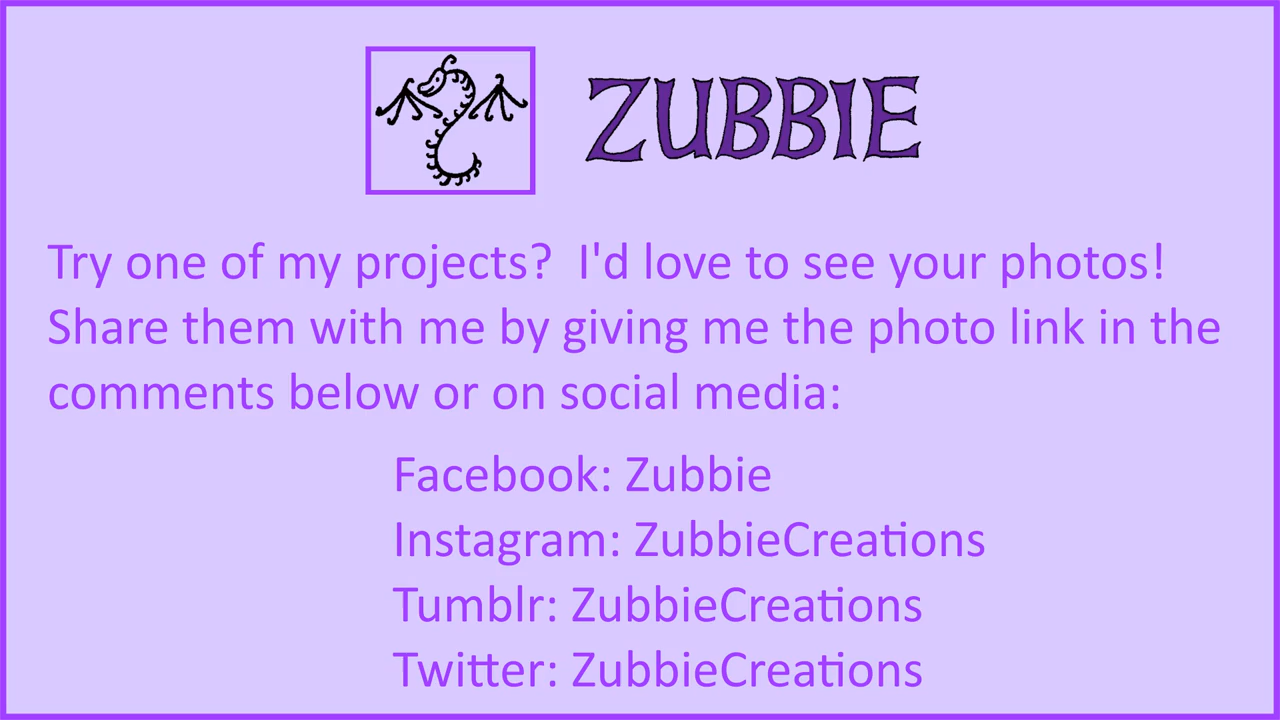 ZUBBIE
Try one of my projects?  I'd love to see your photos!
Share them with me by giving me the photo link in the
comments below or on social media:
Facebook: Zubbie
Instagram: ZubbieCreations
Tumblr: ZubbieCreations
Twitter: ZubbieCreations